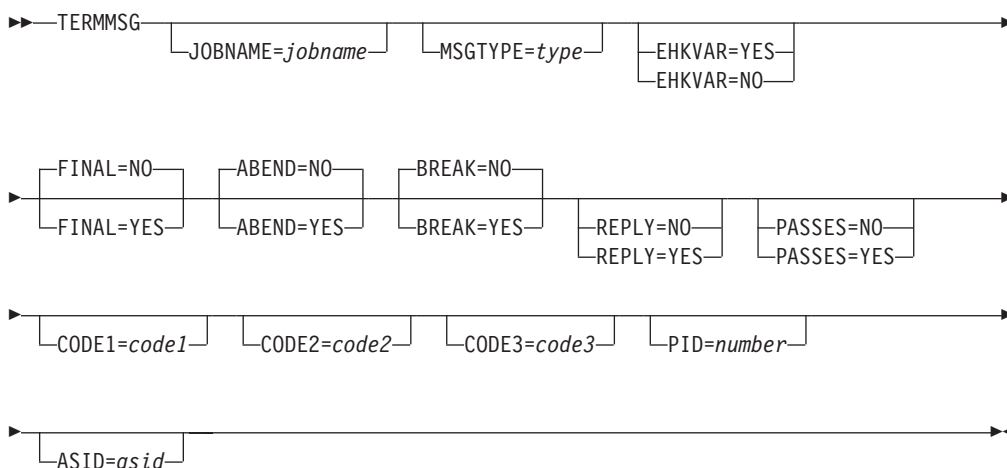 TERMMSG
JOBNAME=jobname MSGTYPE=type EHKVAR=YES
EHKVAR=NO
FINAL=NO ABEND=NO BREAK=NO
FINAL=YES ABEND=YES BREAK=YES REPLY=NO PASSES=NO
REPLY=YES PASSES=YES
CODE1=code1 CODE2=code2 CODE3=code3 PID=number
ASID=asid